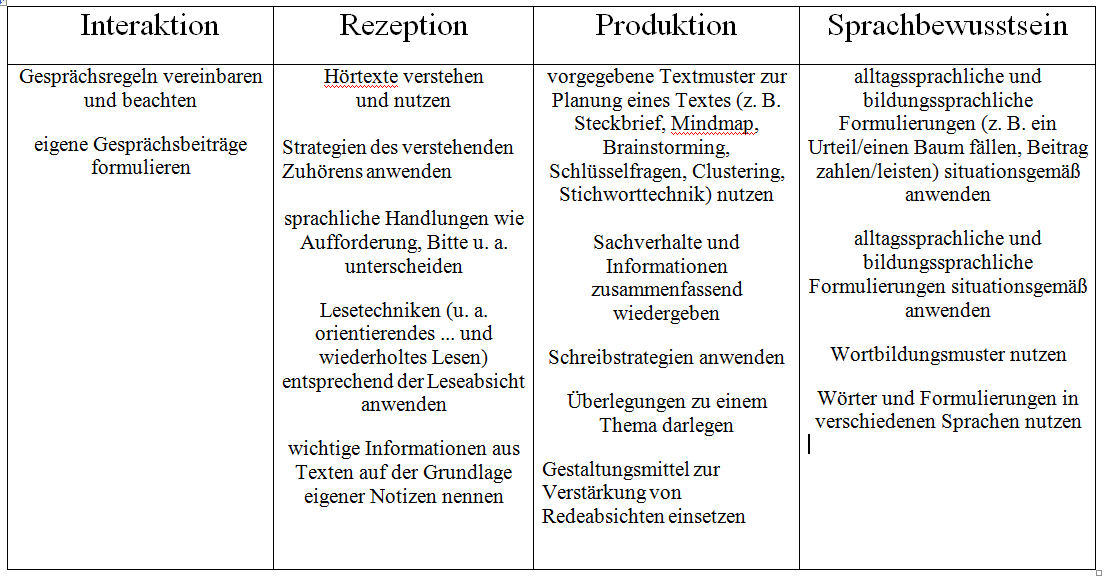 Interaktion
Rezeption
Produktion
Sprachbewusstsein
Gesprächsregeln vereinbaren
und beachten
eigene Gesprächsbeiträge
formulieren
Hörtexte verstehen
und nutzen
Strategien des verstehenden
Zuhörens anwenden
sprachliche Handlungen wie
Aufforderung, Bitte u. a.
unterscheiden
Lesetechniken (u. a.
orientierendes ... und
wiederholtes Lesen)
entsprechend der Leseabsicht
anwenden
wichtige Informationen aus
Texten auf der Grundlage
eigener Notizen nennen
vorgegebene Textmuster zur
Planung eines Textes (z. B.
Steckbrief, Mindmap,
Brainstorming,
Schlüsselfragen, Clustering,
Stichworttechnik) nutzen
Sachverhalte und
Informationen
zusammenfassend
wiedergeben
Schreibstrategien anwenden
Überlegungen zu einem
Thema darlegen
Gestaltungsmittel zur
Verstärkung von
Redeabsichten einsetzen
alltagssprachliche und
bildungssprachliche
Formulierungen (z. B. ein
Urteil/einen Baum fällen, Beitrag
zahlen/leisten) situationsgemäß
anwenden
alltagssprachliche und
bildungssprachliche
Formulierungen situationsgemäß
anwenden
Wortbildungsmuster nutzen
Wörter und Formulierungen in
verschiedenen Sprachen nutzen